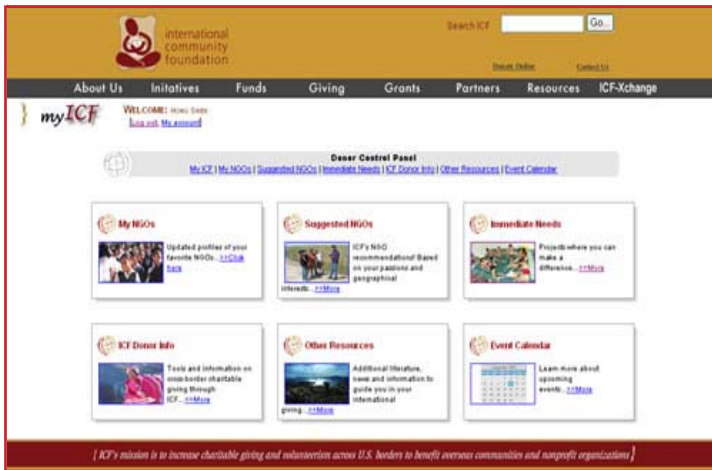 international
community
foundation
Search ICF
Go...
Donate Online
Contact Us
About Us Initatives Funds Giving Grants Partners Resources ICF-Xchange
} myICF
WELCOME:
[Log out, My account]
Donor Control Panel
My ICF | My NGOs | Suggested NGOs | Immediate Needs | ICF Donor Info | Other Resources | Event Calendar
My NGOs
Updated profiles of your
favorite NGOs...>>Click
here
Suggested NGOs
ICF's NGO
recommendations! Based
on your passions and
geographical
interests...>>More
Immediate Needs
Projects where you can
make a
difference...>>More
ICF Donor Info
Tools and information on
cross-border charitable
giving through
ICF...>>More
Other Resources
Additional literature,
news and information to
guide you in your
international
giving...>>More
Event Calendar
Learn more about
upcoming
events...>>More
[ ICF's mission is to increase charitable giving and volunteerism across U.S. borders to benefit overseas communities and nonprofit organizations }